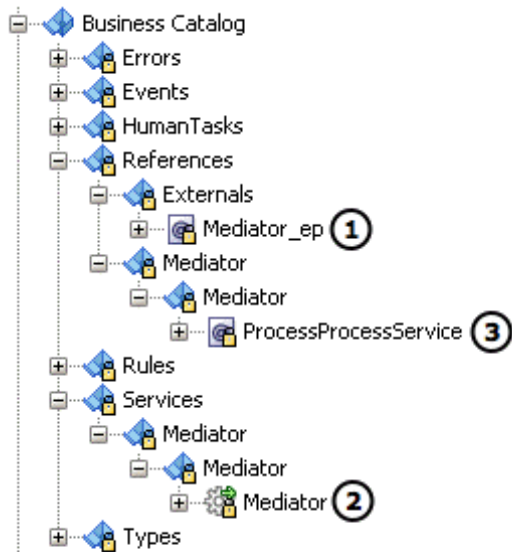 Business Catalog
Errors
Events
HumanTasks
References
Externals
Mediator_ep 1
Mediator
Mediator
ProcessProcessService 3
Rules
Services
Mediator
Mediator
Mediator 2
Types